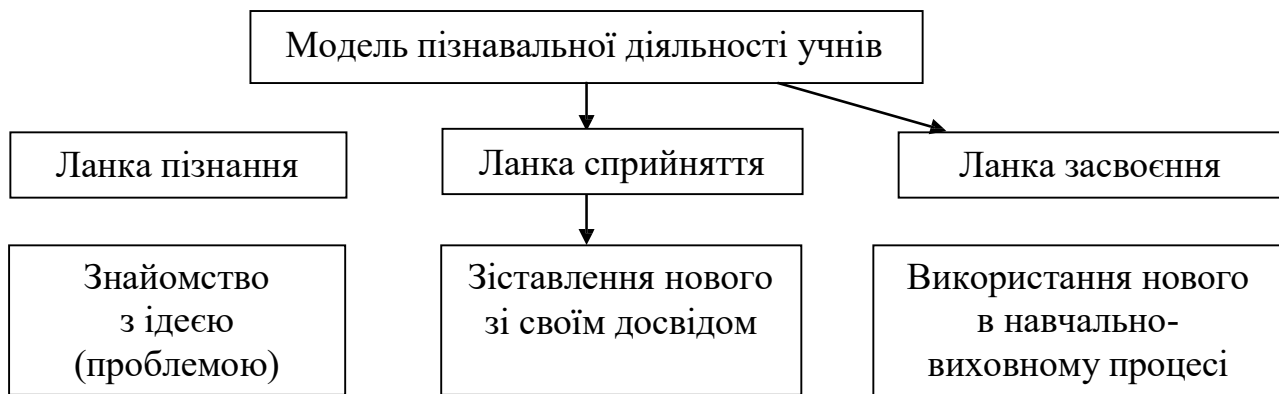 Модель пізнавальної діяльності учнів
Ланка пізнання
Ланка сприйняття
Ланка засвоєння
Знайомство
з ідеєю
(проблемою)
Зіставлення нового
зі своїм досвідом
Використання нового
в навчально-
виховному процесі